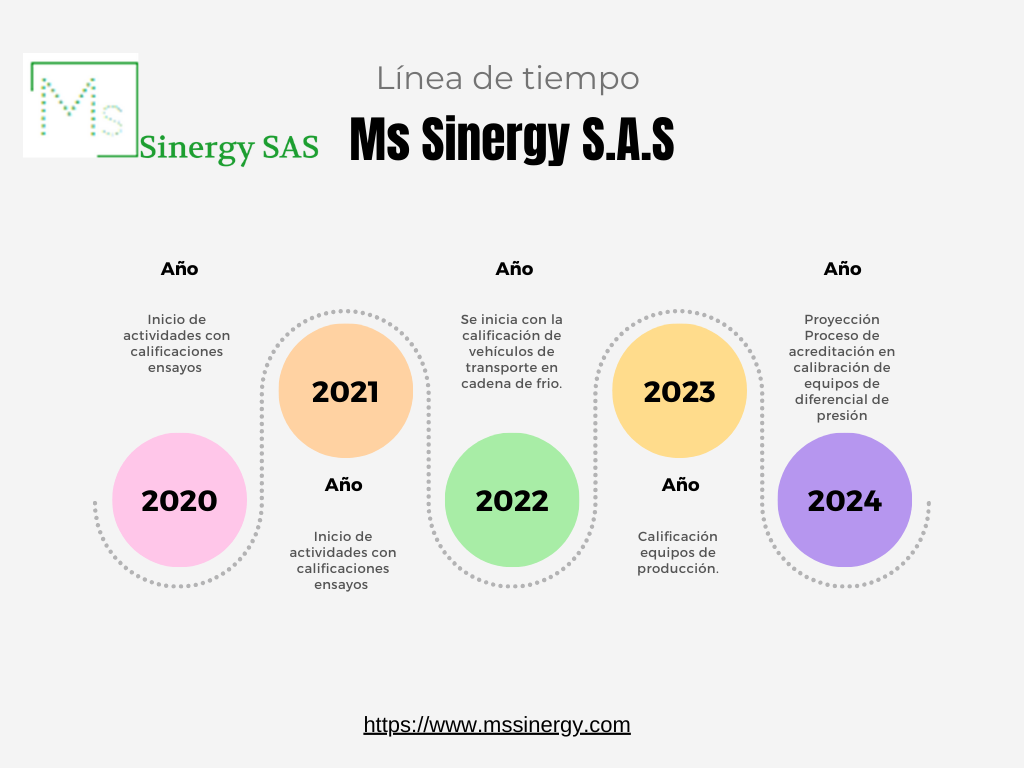 Ms
Sinergy SAS
Línea de tiempo
Ms Sinergy S.A.S
Año
Inicio de
actividades con
calificaciones
ensayos
2020
2021
Año
Inicio de
actividades con
calificaciones
ensayos
Año
Se inicia con la
calificación de
vehículos de
transporte en
cadena de frio.
2022
2023
Año
Calificación
equipos de
producción.
Año
Proyección
Proceso de
acreditación en
calibración de
equipos de
diferencial de
presión
2024
https://www.mssinergy.com